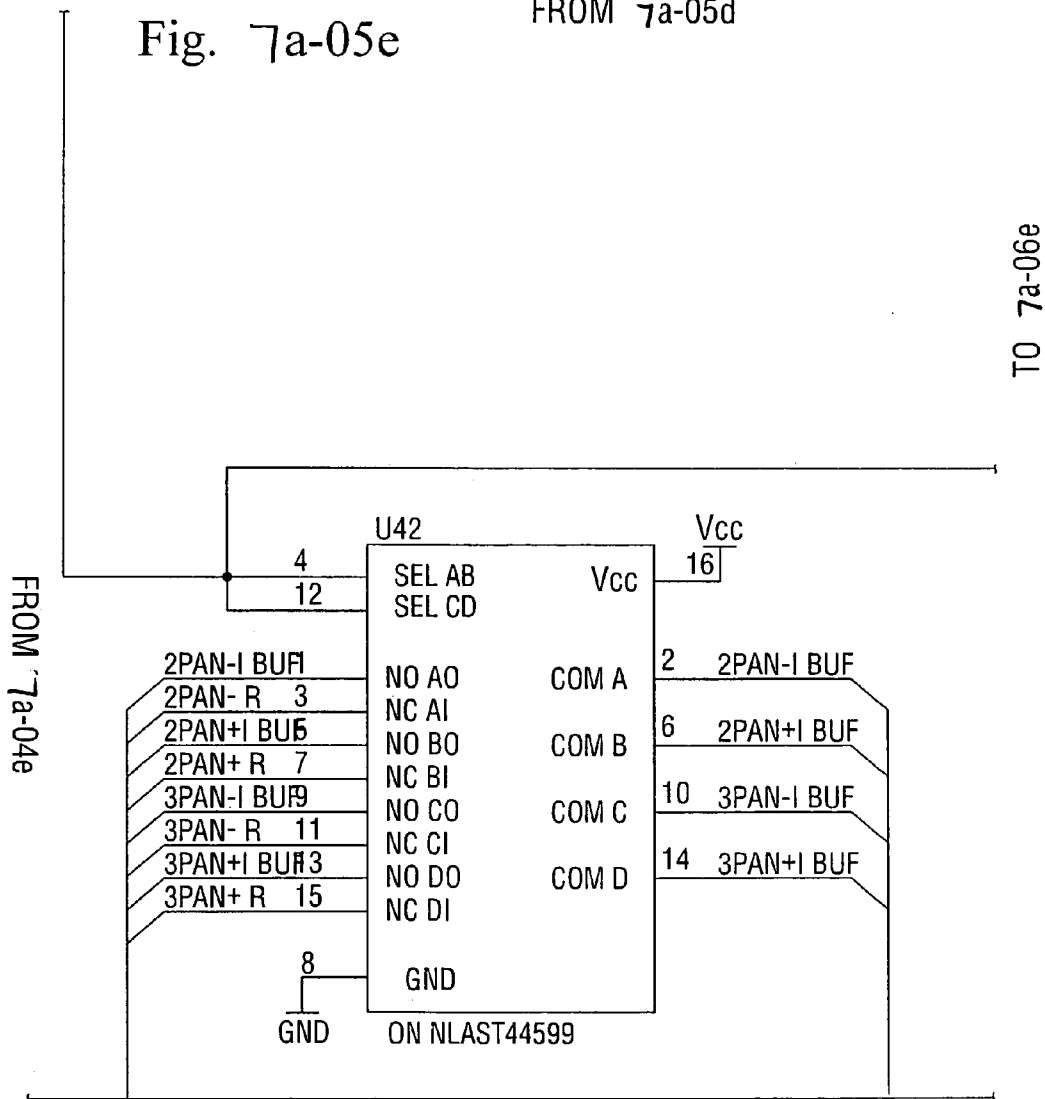 FROM 7a-05d
Fig. 7a-05e
TO 7a-06e
FROM 7a-04e
U42
Vcc
4 SEL AB Vcc 16
12 SEL CD
2PAN-I BUF 1 NO AO COM A 2 2PAN-I BUF
2PAN- R 3 NC AI
2PAN+I BUF 5 NO BO COM B 6 2PAN+I BUF
2PAN+ R 7 NC BI
3PAN-I BUF 9 NO CO COM C 10 3PAN-I BUF
3PAN- R 11 NC CI
3PAN+I BUF 13 NO DO COM D 14 3PAN+I BUF
3PAN+ R 15 NC DI
8 GND
GND ON NLAST44599